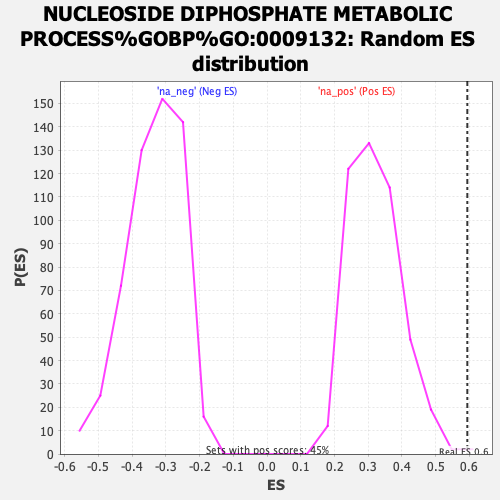 NUCLEOSIDE DIPHOSPHATE METABOLIC
PROCESS%GOBP%GO:0009132: Random ES
distribution
'na_neg' (Neg ES)
'na_pos' (Pos ES)
150
140
130
120
110
100
90
80
70
60
50
40
30
20
10
0
P(ES)
Sets with pos scores: 45%
Real ES 0.6
-0.6 -0.5 -0.4 -0.3 -0.2 -0.1 0.0 0.1 0.2 0.3 0.4 0.5 0.6
ES